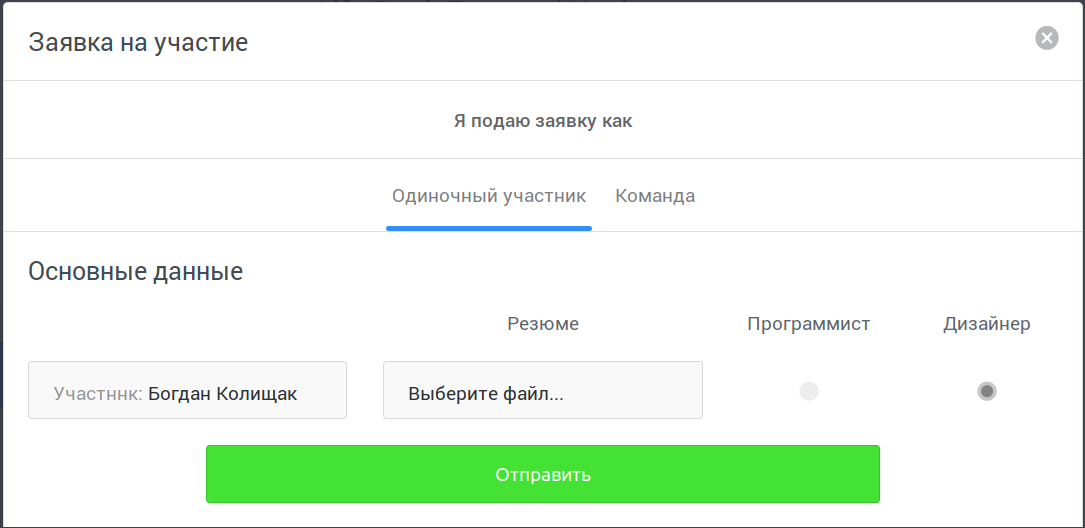 Заявка на участие
Я подаю заявку как
Одиночный участник Команда
Основные данные
Резюме Программист Дизайнер
Участннк: Богдан Колищак Выберите файл...
Отправить